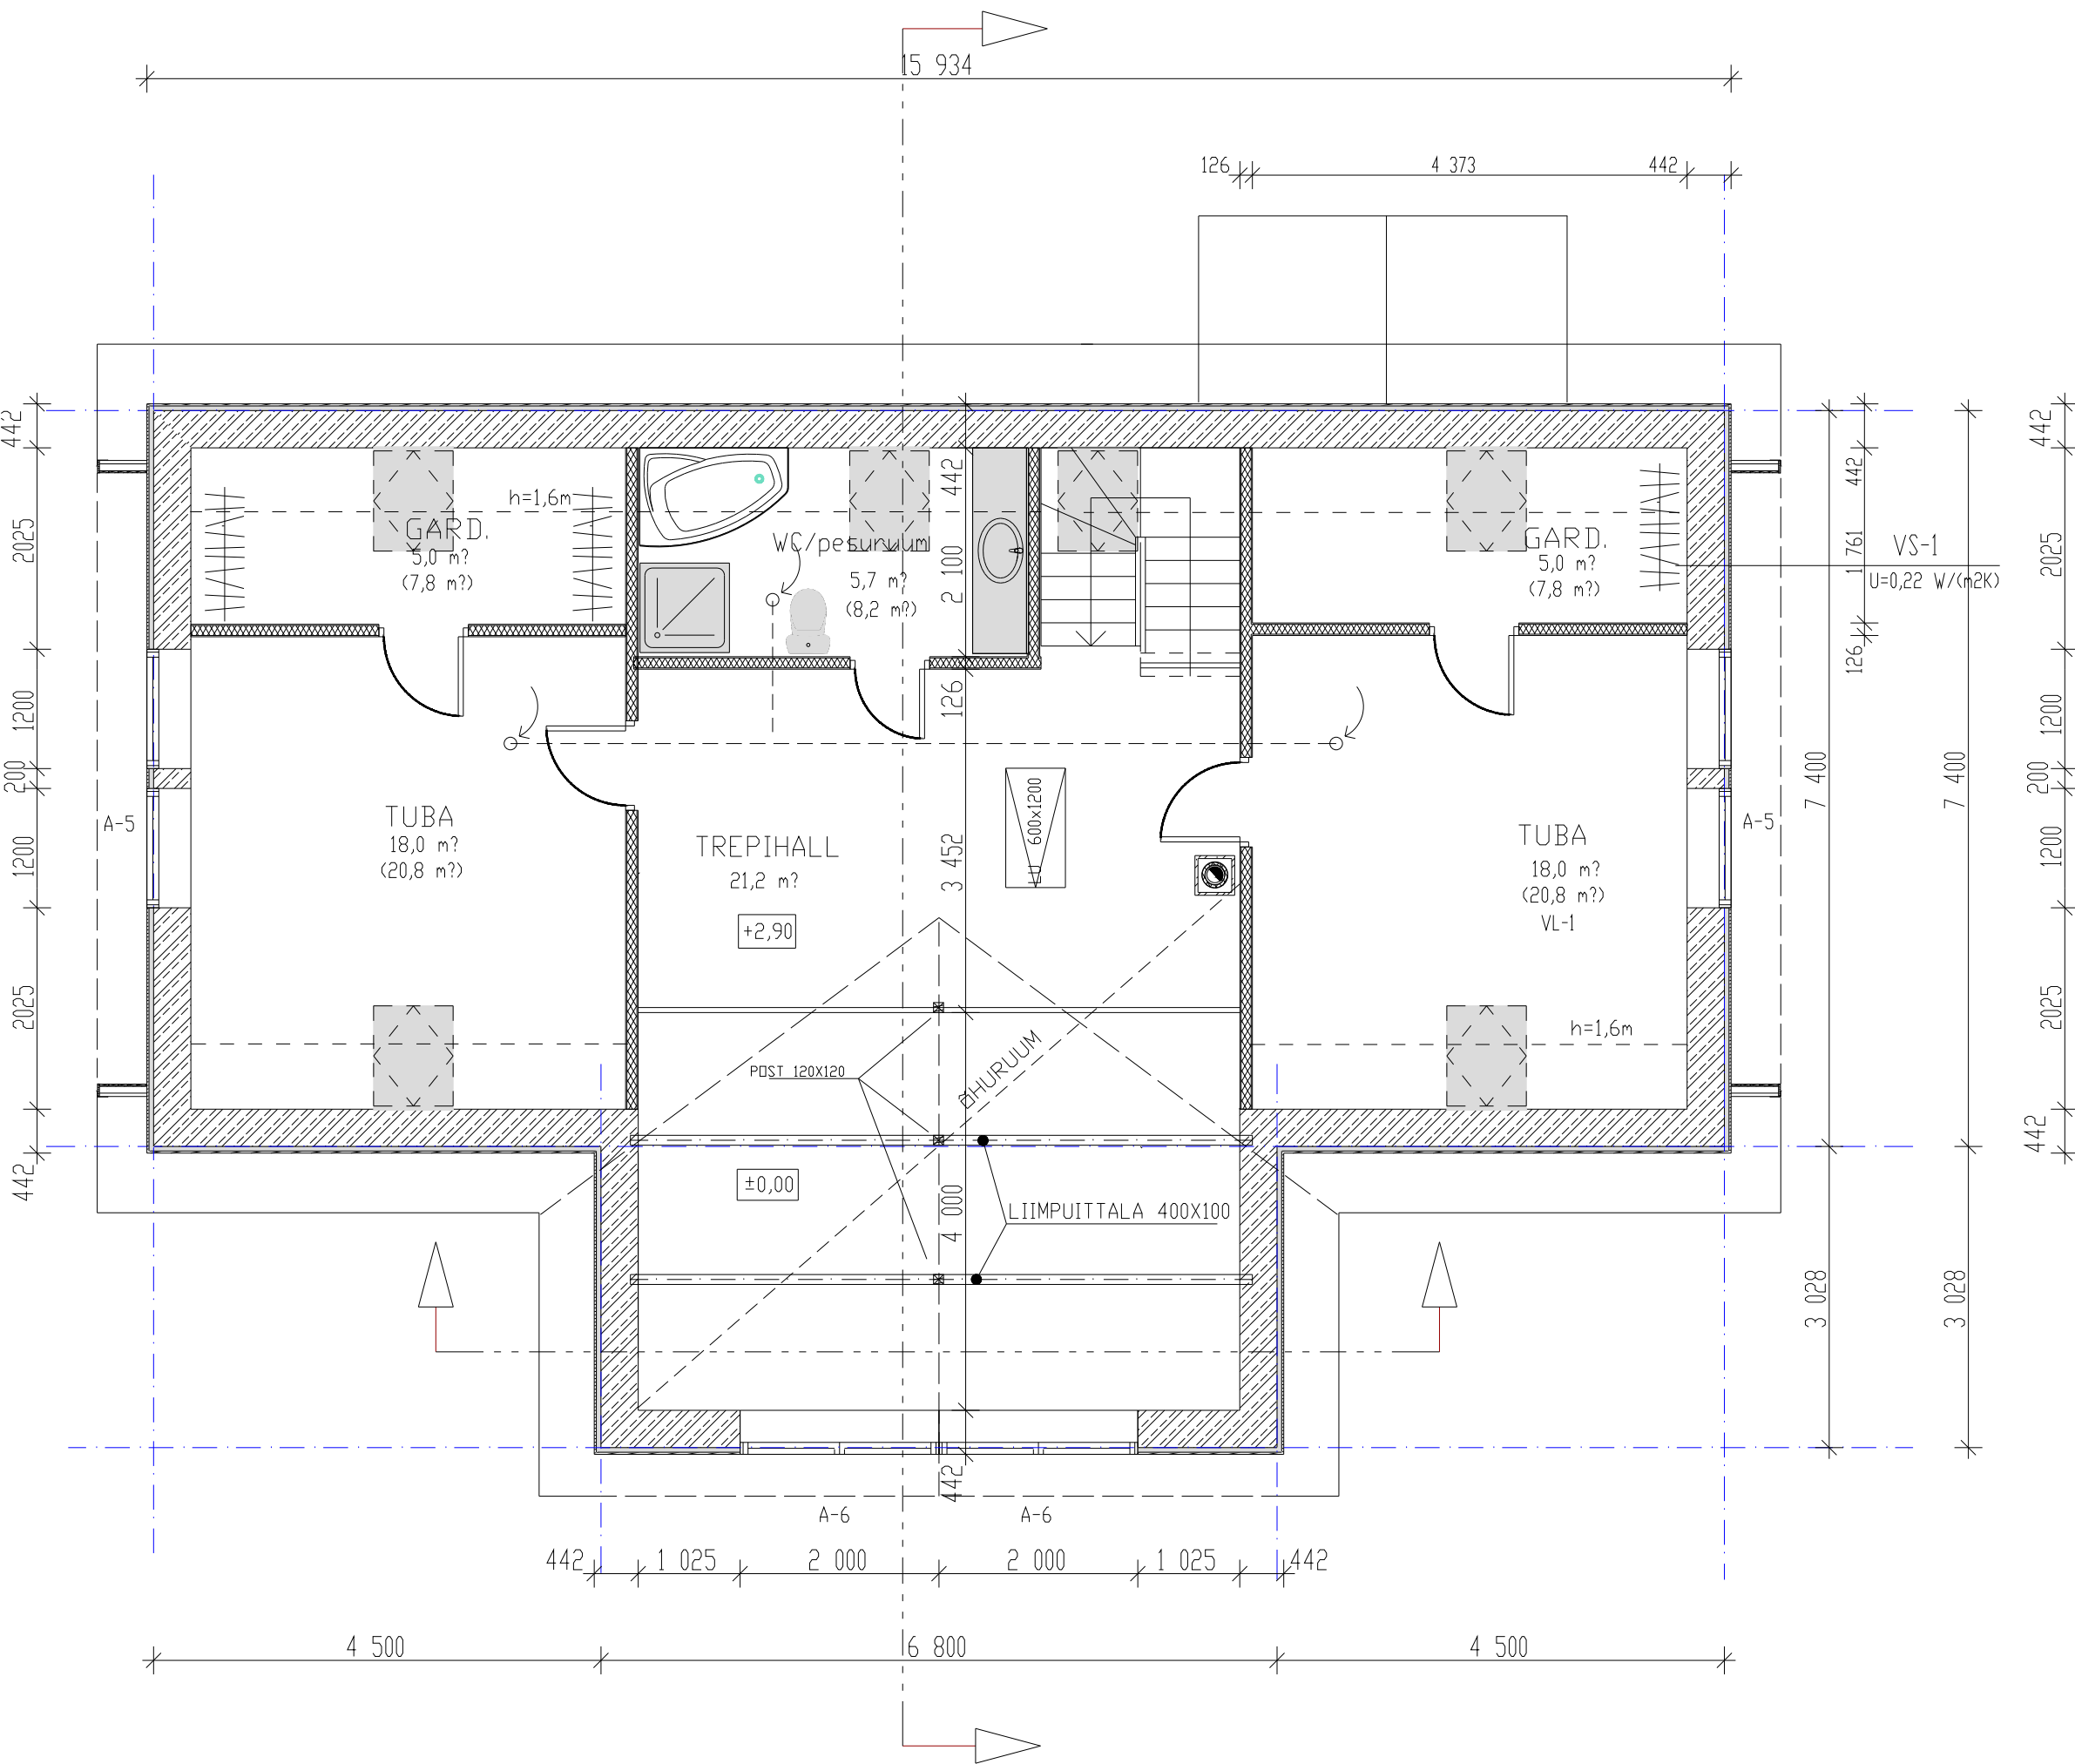 15 934
126
4 373
442
442
2025
1200
200
1200
2025
442
h=1,6m
GARD.
5,0 m?
(7,8 m?)
WC/pesuruum
5,7 m?
(8,2 m?)
442
2 100
126
3 452
4 000
442
GARD.
5,0 m?
(7,8 m?)
VS-1
U=0,22 W/(m2K)
442
1 761
126
7 400
3 028
7 400
3 028
442
2025
1200
200
1200
2025
442
A-5
TUBA
18,0 m?
(20,8 m?)
TREPIHALL
21,2 m?
+2,90
LU 600x1200
TUBA
18,0 m?
(20,8 m?)
VL-1
A-5
h=1,6m
POST 120X120
õHURUUM
±0,00
LIIMPUITTALA 400X100
A-6
A-6
442
1 025
2 000
2 000
1 025
442
4 500
6 800
4 500